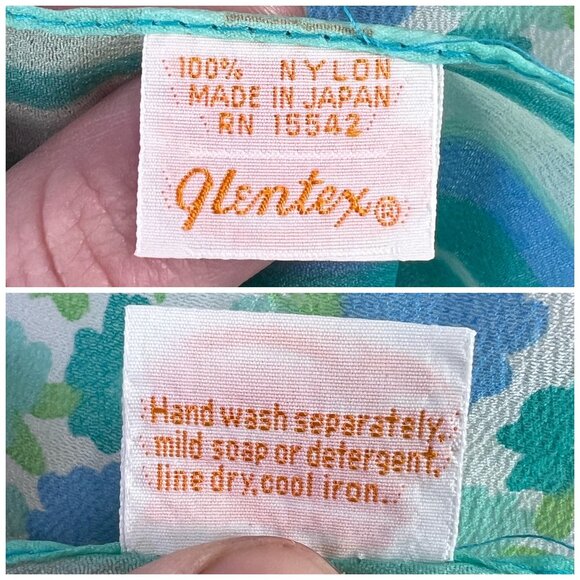 100% NYLON
MADE IN JAPAN
RN 15542
glentex®
Hand wash separately,
mild soap or detergent,
line dry, cool iron...